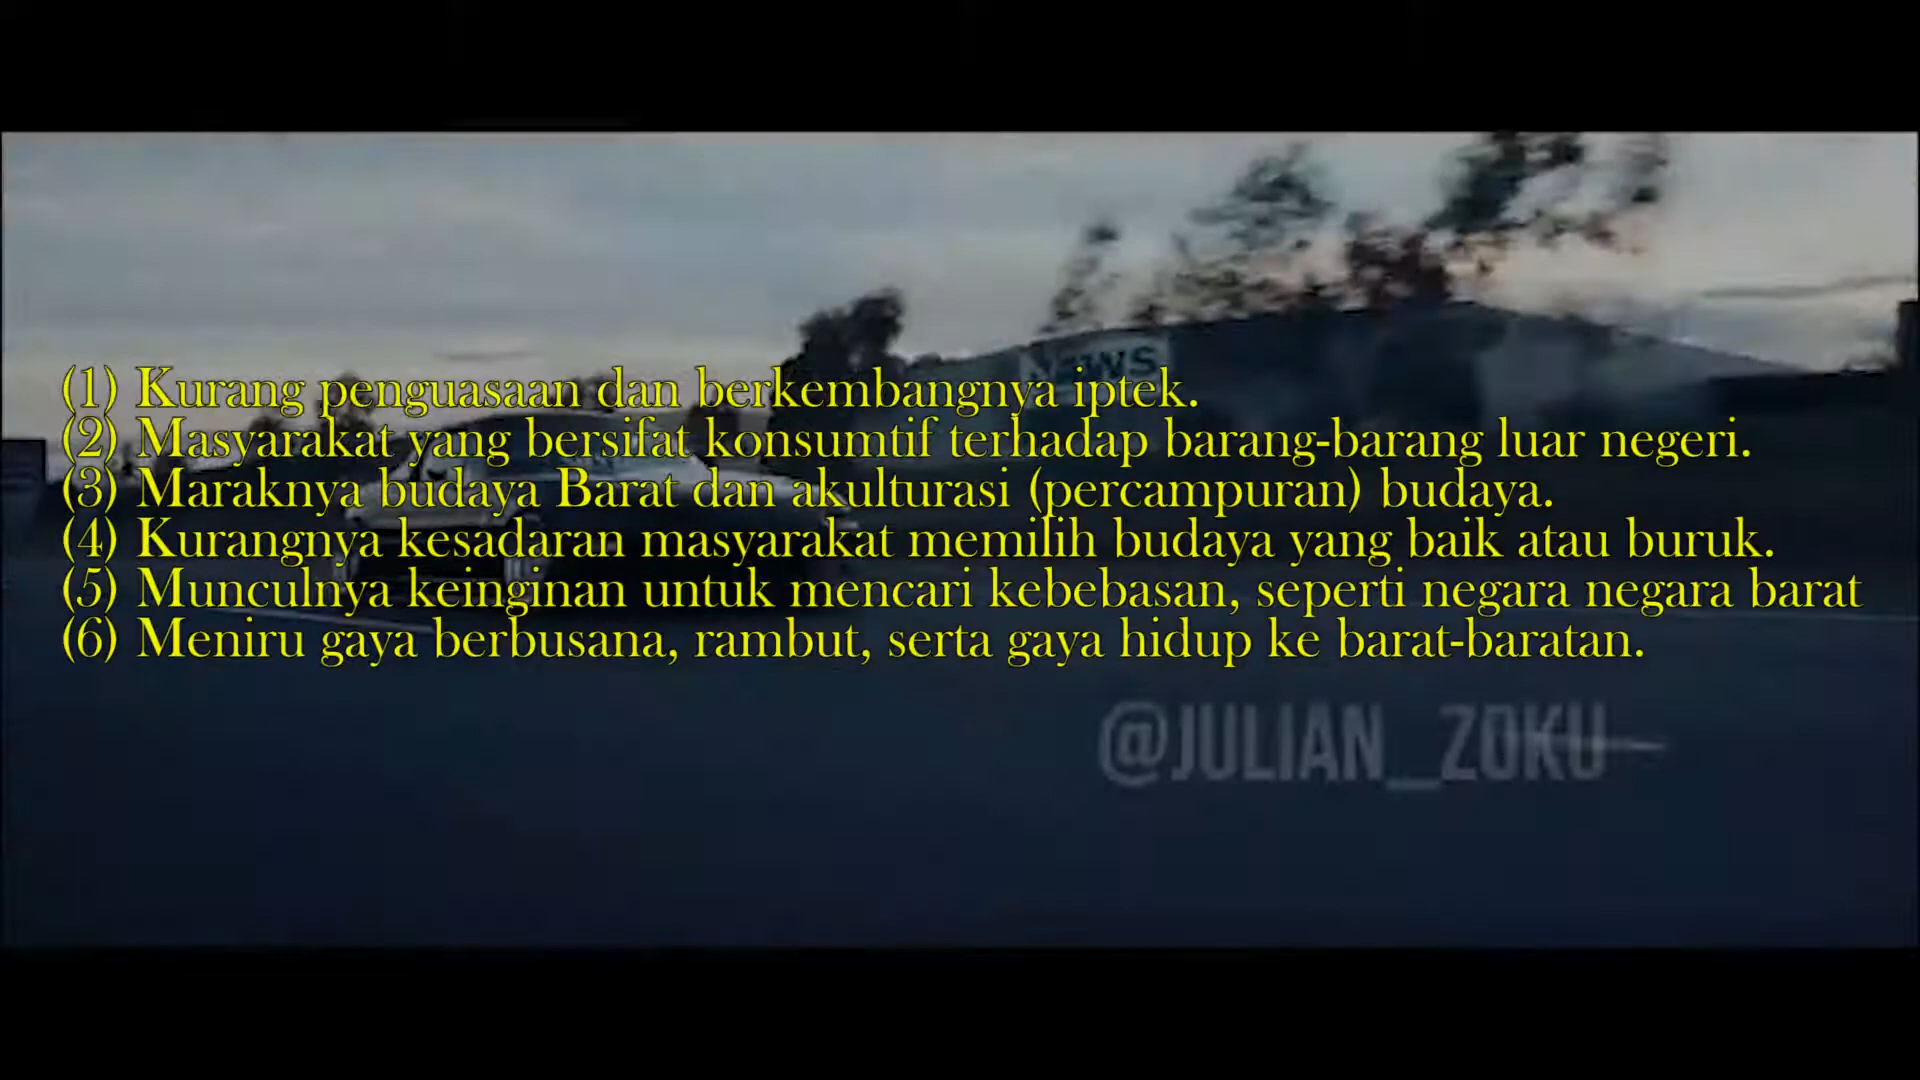 NEWS
(1) Kurang penguasaan dan berkembangnya iptek.
(2) Masyarakat yang bersifat konsumtif terhadap barang-barang luar negeri.
(3) Maraknya budaya Barat dan akulturasi (percampuran) budaya.
(4) Kurangnya kesadaran masyarakat memilih budaya yang baik atau buruk.
(5) Munculnya keinginan untuk mencari kebebasan, seperti negara negara barat
(6) Meniru gaya berbusana, rambut, serta gaya hidup ke barat-baratan.
@JULIAN_ZOKU